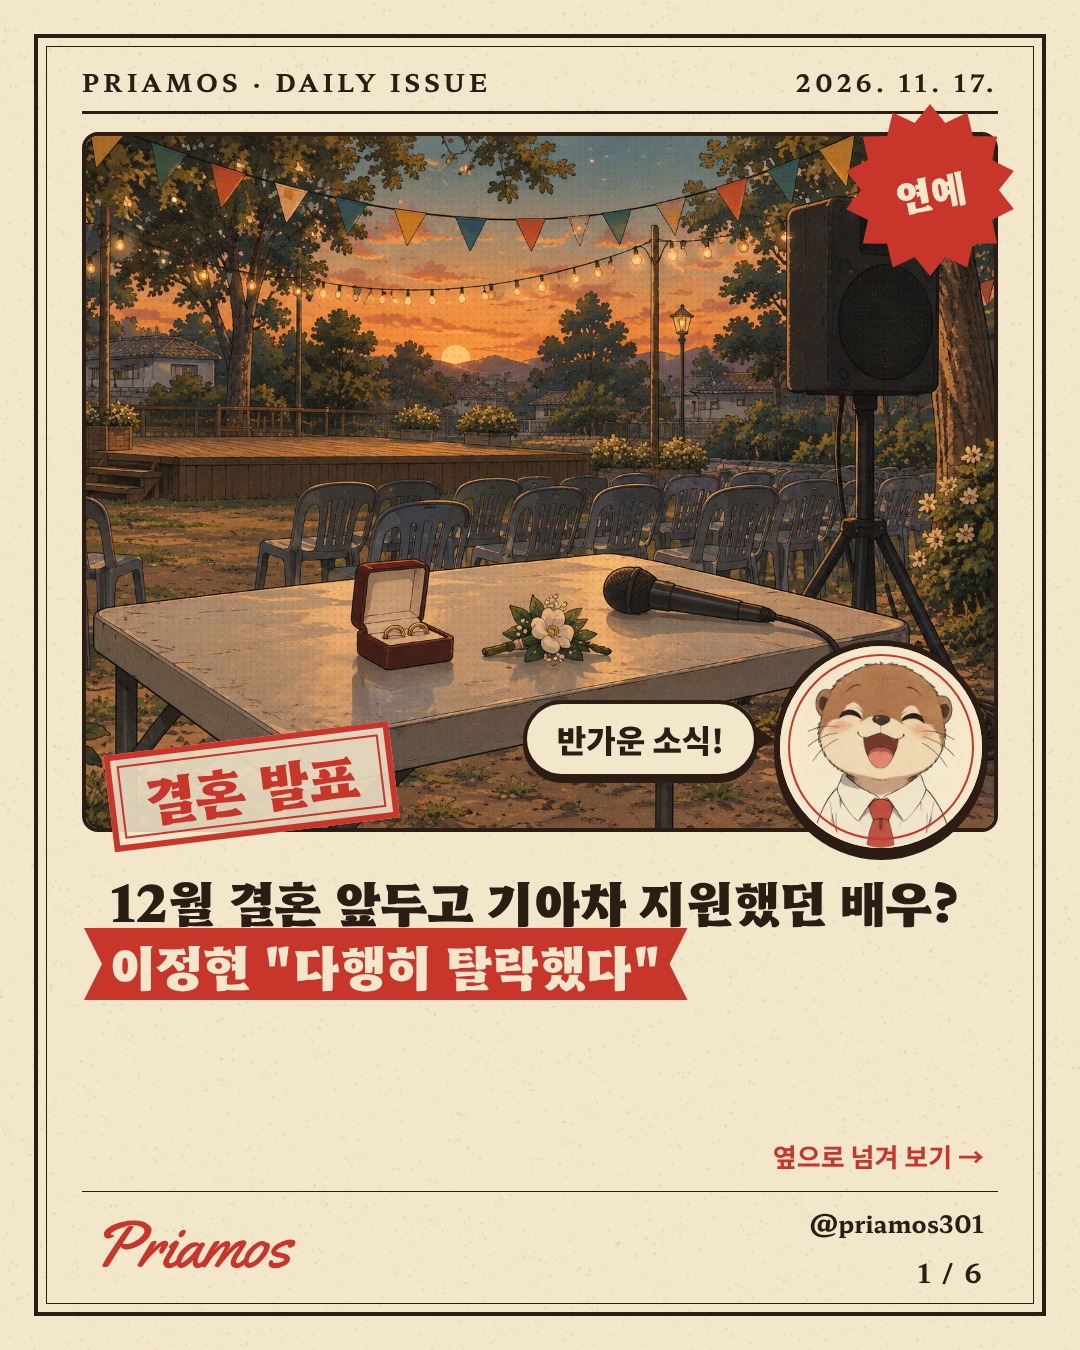 PRIAMOS · DAILY ISSUE
2026. 11. 17.
연예
반가운 소식!
결혼 발표
12월 결혼 앞두고 기아차 지원했던 배우?
이정현 "다행히 탈락했다"
옆으로 넘겨 보기 →
Priamos
@priamos301
1 / 6